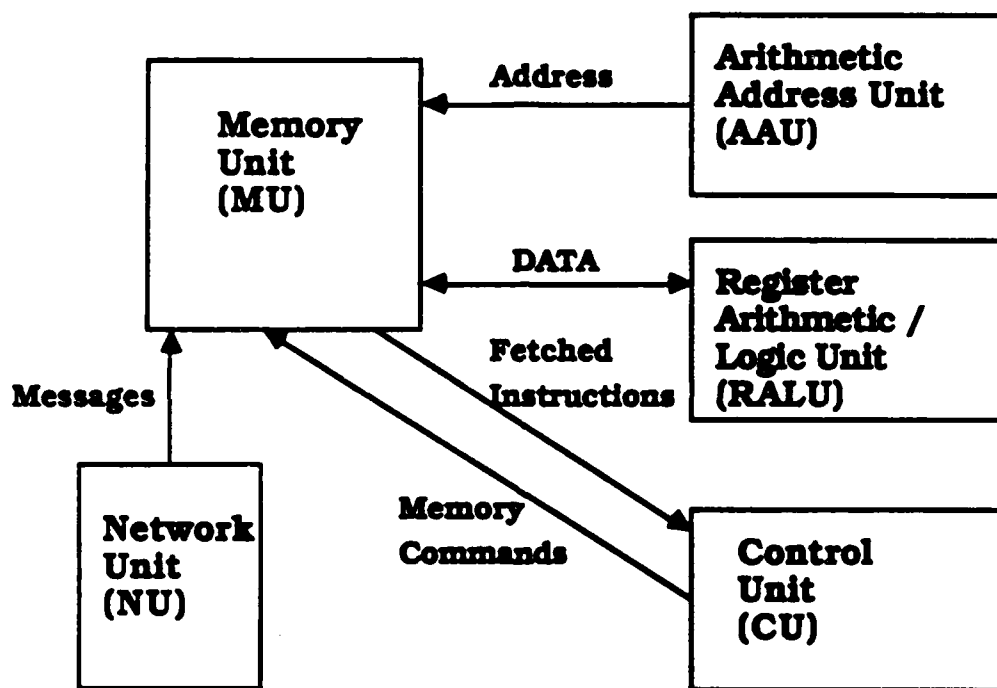 Memory
Unit
(MU)
Address
Arithmetic
Address Unit
(AAU)
DATA
Register
Arithmetic /
Logic Unit
(RALU)
Fetched
Instructions
Messages
Memory
Commands
Network
Unit
(NU)
Control
Unit
(CU)